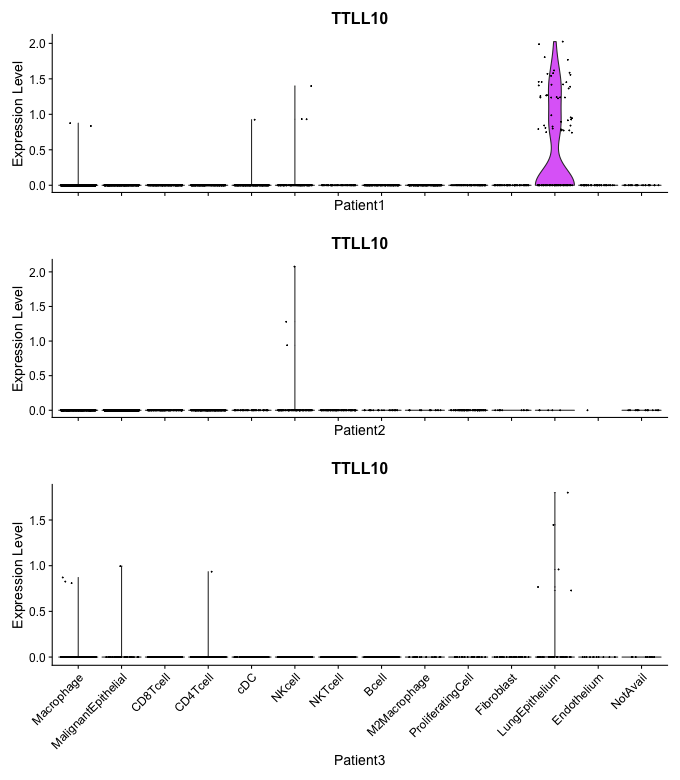 TTLL10
Expression Level
2.0
1.5
1.0
0.5
0.0
Patient1
TTLL10
Expression Level
2.0
1.5
1.0
0.5
0.0
Patient2
TTLL10
Expression Level
1.5
1.0
0.5
0.0
Macrophage
MalignantEpithelial
CD8Tcell
CD4Tcell
cDC
NKcell
NKTcell
Bcell
M2Macrophage
ProliferatingCell
Fibroblast
LungEpithelium
Endothelium
NotAvail
Patient3